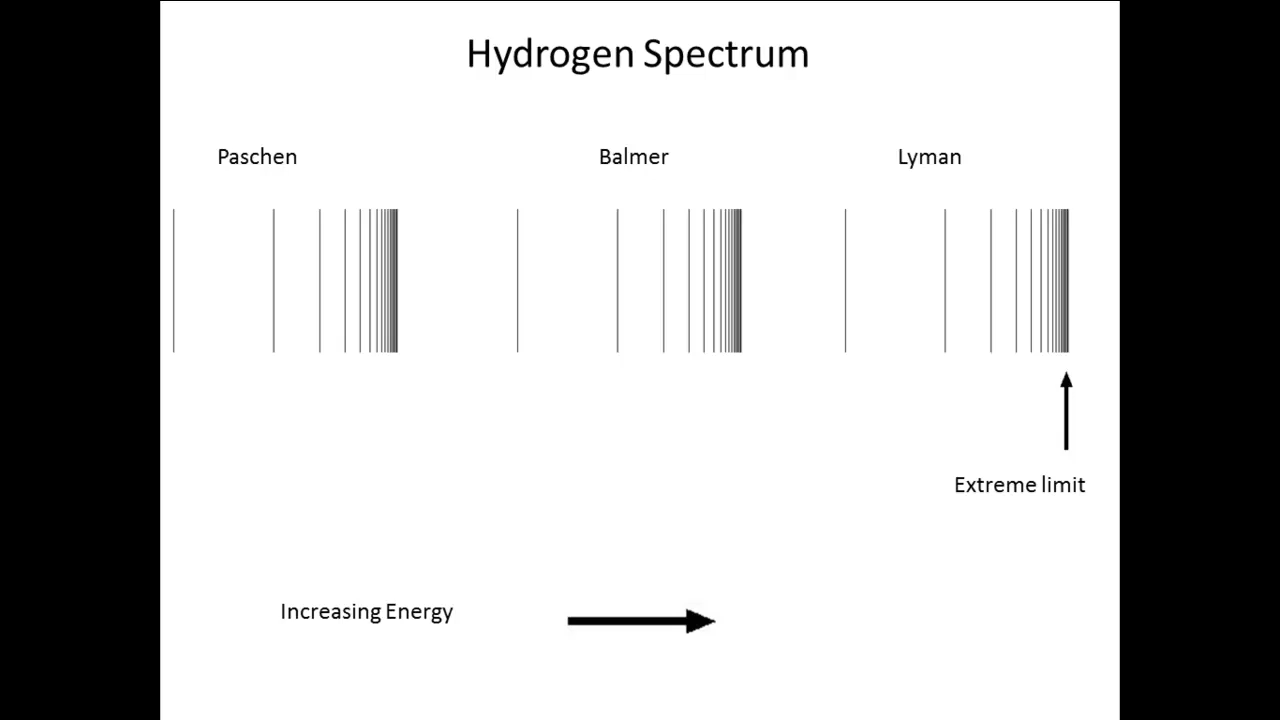 Hydrogen Spectrum
Paschen
Balmer
Lyman
Extreme limit
Increasing Energy